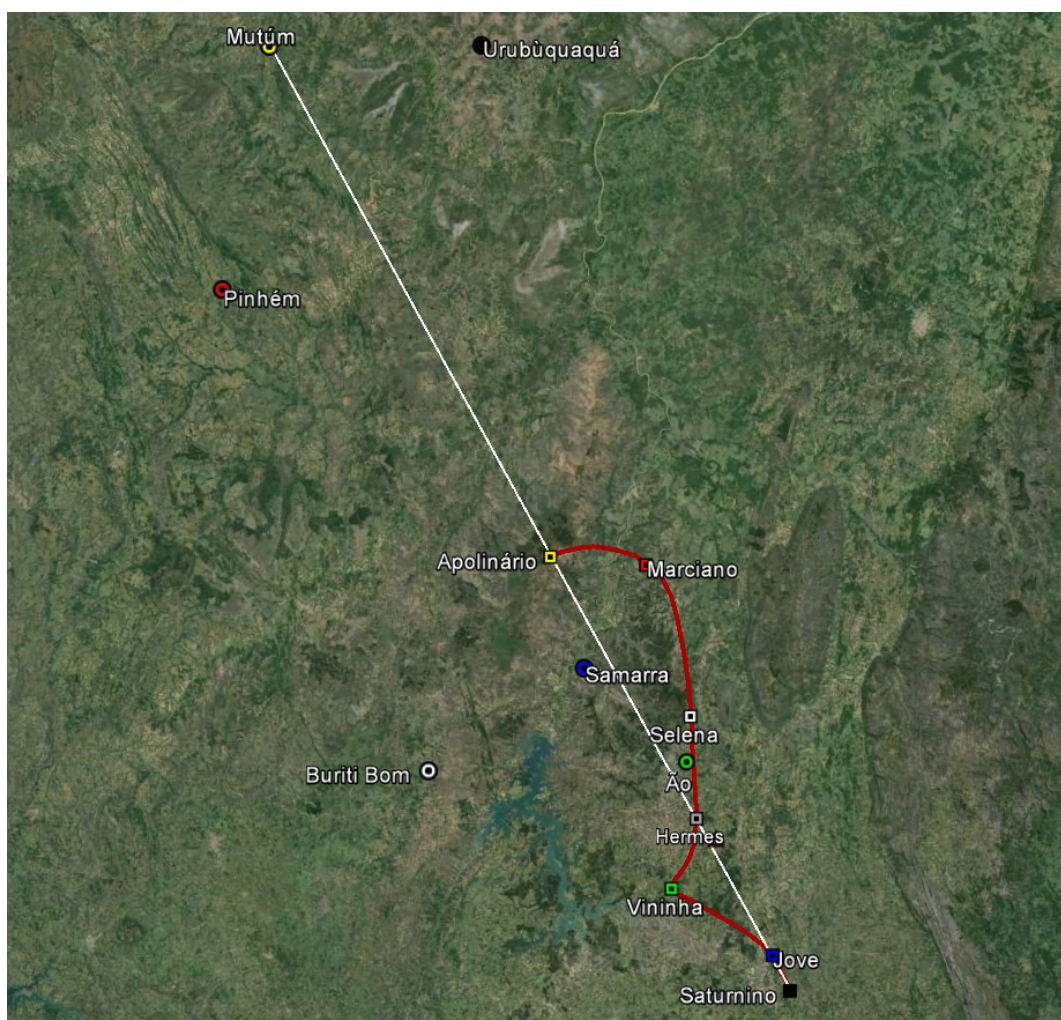 Mutúm
Urubùquaquá
Pinhém
Apolinário
Marciano
Samarra
Selena
Buriti Bom
Ão
Hermes
Vininha
Jove
Saturnino